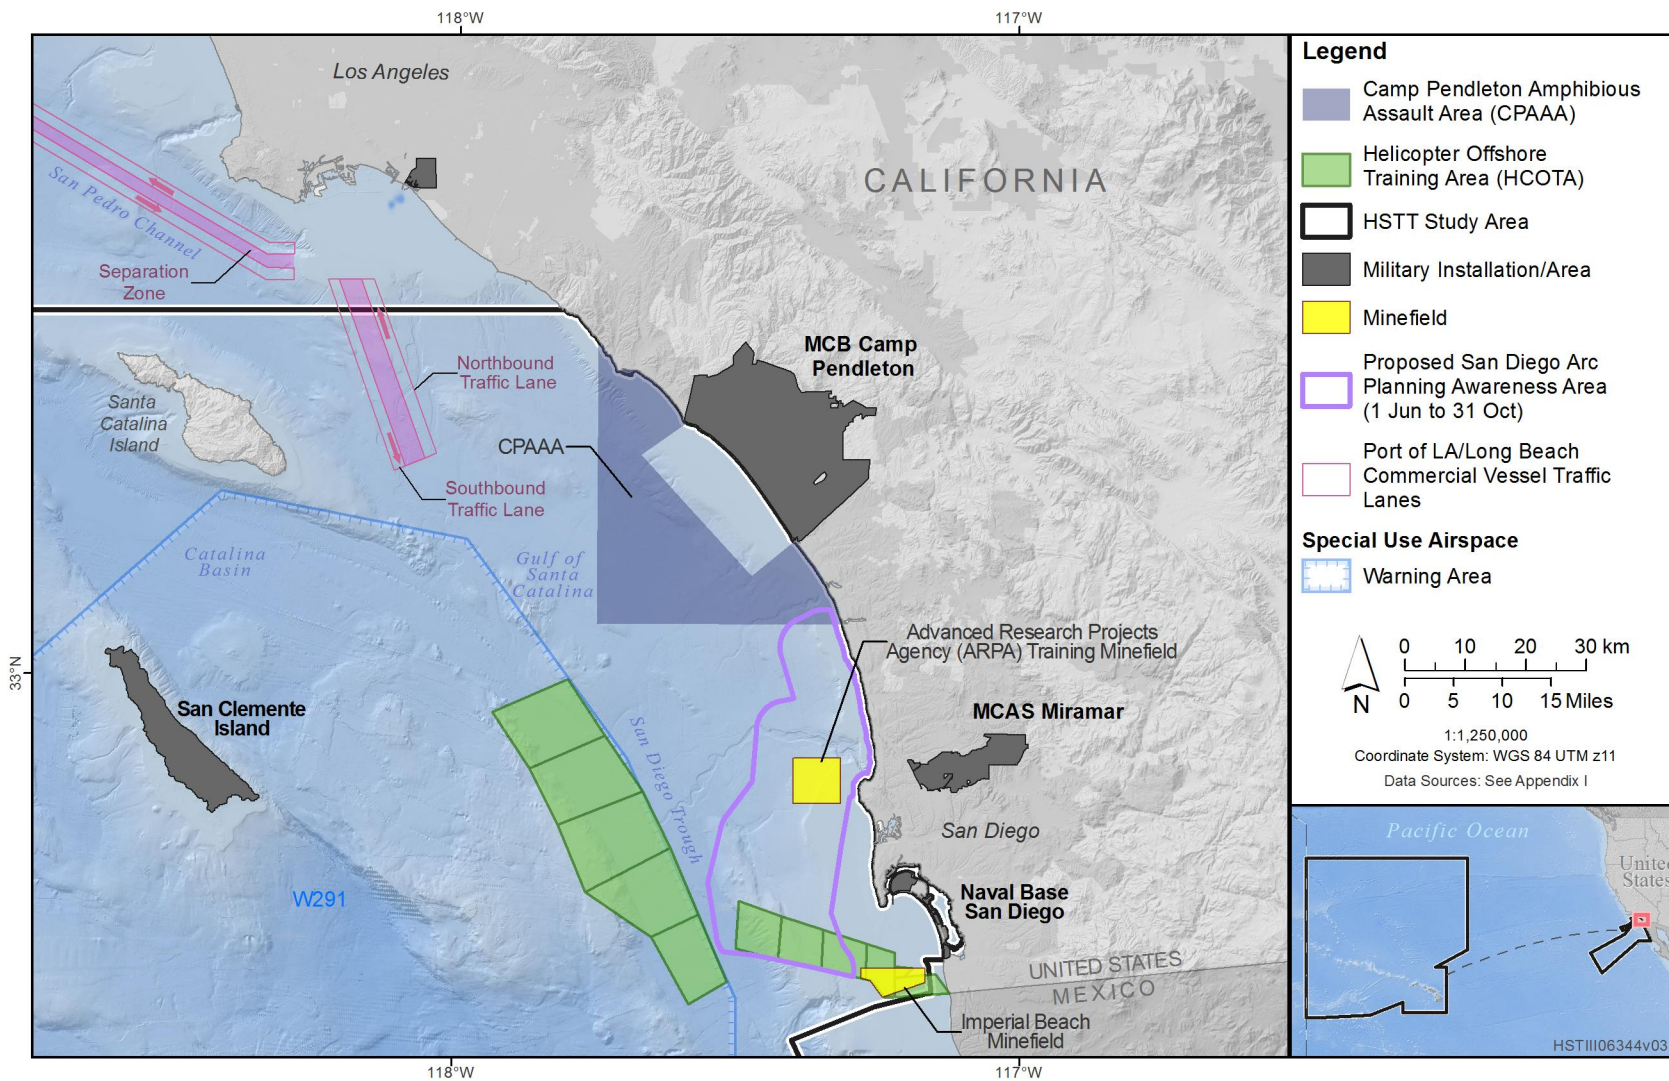 118°W
117°W
Los Angeles
CALIFORNIA
San Pedro Channel
Separation
Zone
MCB Camp
Pendleton
Northbound
Traffic Lane
Santa
Catalina
Island
CPAAA
Southbound
Traffic Lane
Catalina
Basin
Gulf of
Santa
Catalina
Advanced Research Projects
Agency (ARPA) Training Minefield
33°N
San Clemente
Island
MCAS Miramar
San Diego Trough
San Diego
W291
Naval Base
San Diego
UNITED STATES
MEXICO
Imperial Beach
Minefield
118°W
117°W
Legend
Camp Pendleton Amphibious
Assault Area (CPAAA)
Helicopter Offshore
Training Area (HCOTA)
HSTT Study Area
Military Installation/Area
Minefield
Proposed San Diego Arc
Planning Awareness Area
(1 Jun to 31 Oct)
Port of LA/Long Beach
Commercial Vessel Traffic
Lanes
Special Use Airspace
Warning Area
N
0 10 20 30 km
0 5 10 15 Miles
1:1,250,000
Coordinate System: WGS 84 UTM z11
Data Sources: See Appendix I
Pacific Ocean
United
States
HSTIII06344v03